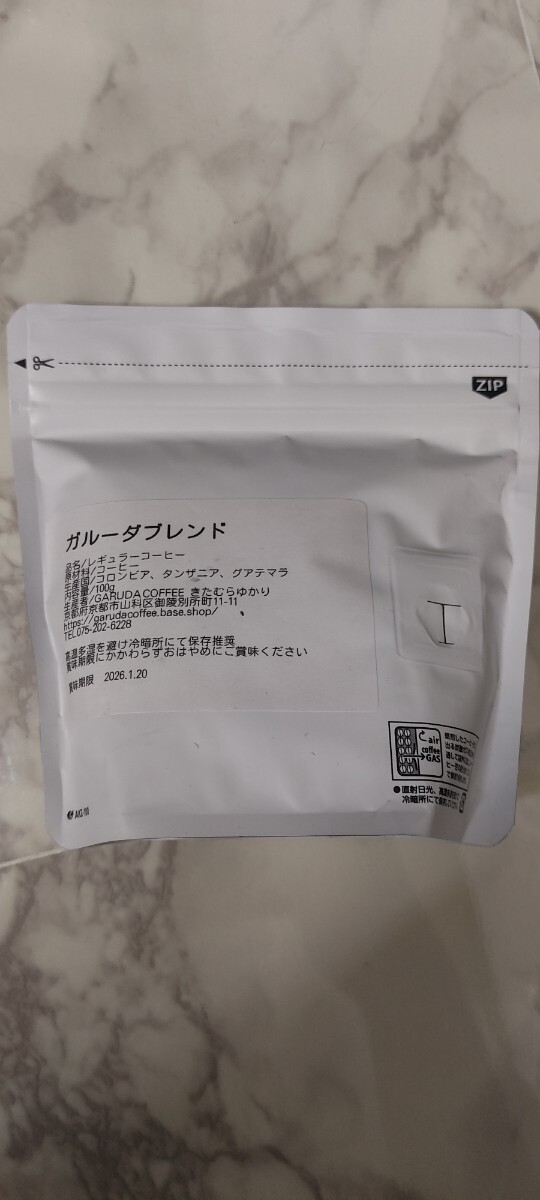 ZIP
ガルーダブレンド
品名/レギュラーコーヒー
原材料/コーヒー
生産国/コロンビア、タンザニア、グアテマラ
内容量/100g
生産者/GARUDA COFFEE きたむらゆかり
京都府京都市山科区御陵別所町11-11
https://garudacoffee.base.shop/
TEL075-202-6228
高温多湿を避け冷暗所にて保存推奨
賞味期限にかかわらずおはやめにご賞味ください
賞味期限 2026.1.20
air
coffee
GAS
●直射日光、高温
冷暗所にて